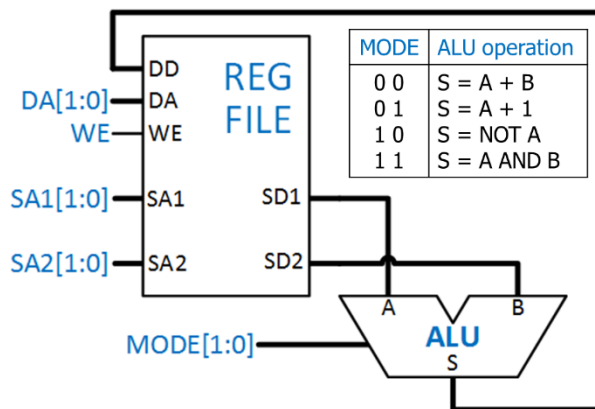 DD
DA[1:0]
DA
WE
WE
REG
FILE
SA1[1:0]
SA1
SD1
SA2[1:0]
SA2
SD2
MODE ALU operation
0 0 S = A + B
0 1 S = A + 1
1 0 S = NOT A
1 1 S = A AND B
A
B
ALU
S
MODE[1:0]